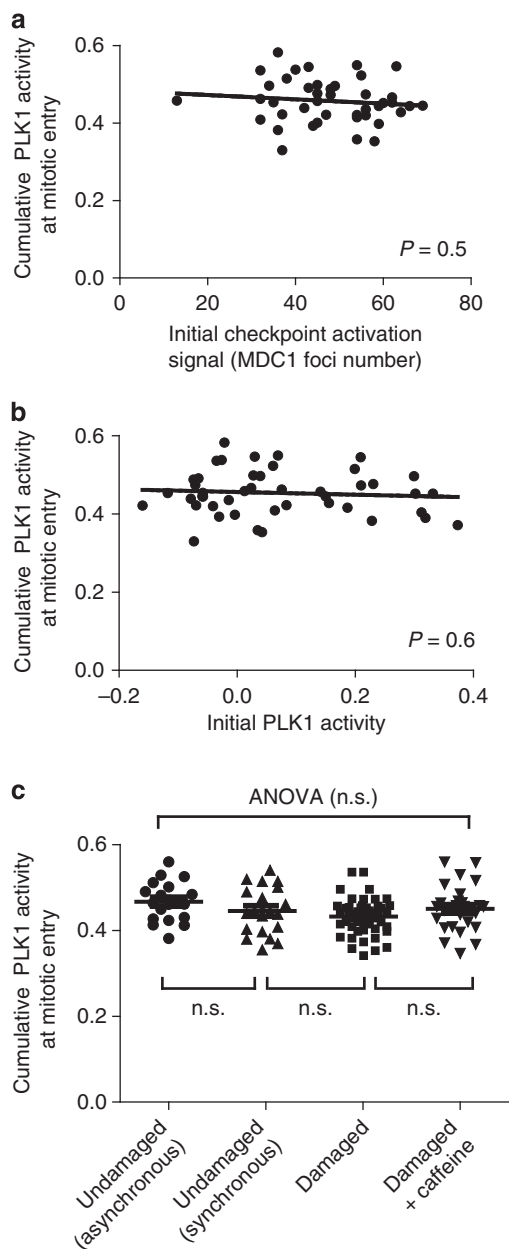 a
Cumulative PLK1 activity
at mitotic entry
0.6
0.4
0.2
0.0
0
20
40
60
80
P = 0.5
Initial checkpoint activation
signal (MDC1 foci number)
b
Cumulative PLK1 activity
at mitotic entry
0.6
0.4
0.2
0.0
–0.2
0.0
0.2
0.4
P = 0.6
Initial PLK1 activity
c
ANOVA (n.s.)
Cumulative PLK1 activity
at mitotic entry
0.6
0.4
0.2
0.0
n.s.
n.s.
n.s.
Undamaged
(asynchronous)
Undamaged
(synchronous)
Damaged
Damaged
+ caffeine